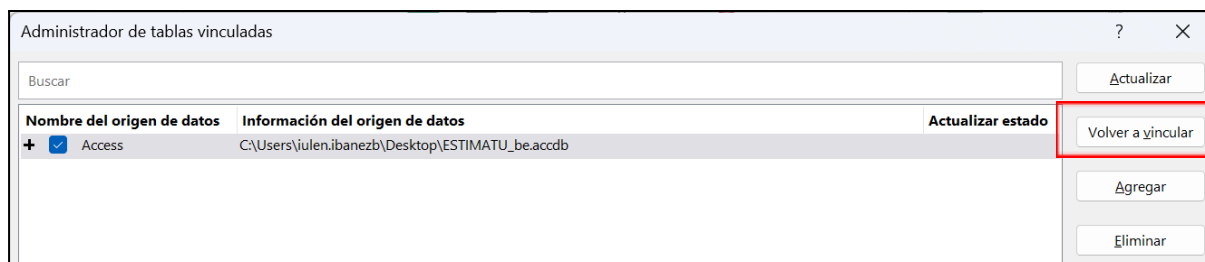 Administrador de tablas vinculadas ?
Buscar
Actualizar
Nombre del origen de datos Información del origen de datos Actualizar estado
Volver a vincular
Access C:\Users\iulen.ibanezb\Desktop\ESTIMATU_be.accdb
Agregar
Eliminar